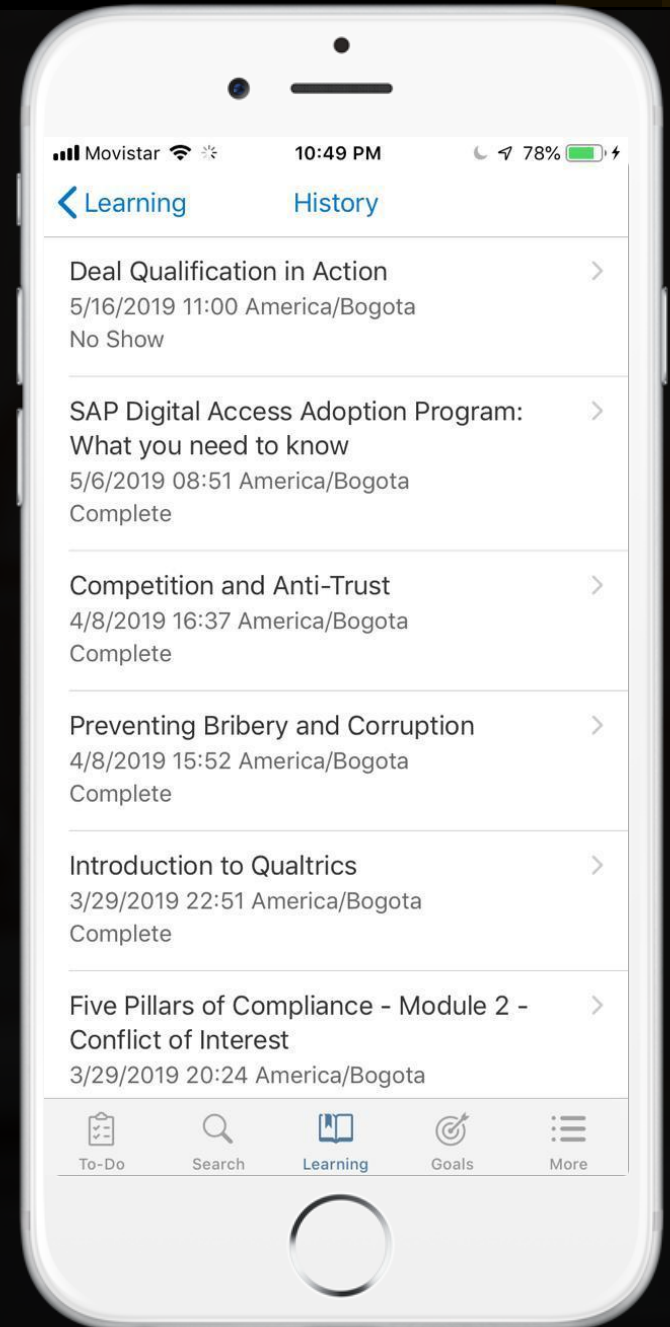 Movistar 10:49 PM 78%
Learning History
Deal Qualification in Action
5/16/2019 11:00 America/Bogota
No Show
SAP Digital Access Adoption Program:
What you need to know
5/6/2019 08:51 America/Bogota
Complete
Competition and Anti-Trust
4/8/2019 16:37 America/Bogota
Complete
Preventing Bribery and Corruption
4/8/2019 15:52 America/Bogota
Complete
Introduction to Qualtrics
3/29/2019 22:51 America/Bogota
Complete
Five Pillars of Compliance - Module 2 -
Conflict of Interest
3/29/2019 20:24 America/Bogota
To-Do Search Learning Goals More